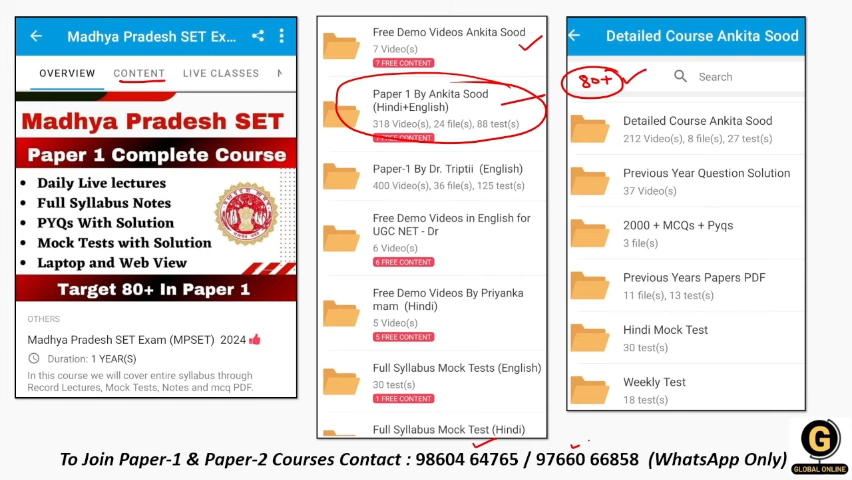 Madhya Pradesh SET Ex...
OVERVIEW CONTENT LIVE CLASSES N
Madhya Pradesh SET
Paper 1 Complete Course
• Daily Live lectures
• Full Syllabus Notes
• PYQs With Solution
• Mock Tests with Solution
• Laptop and Web View
Target 80+ In Paper 1
OTHERS
Madhya Pradesh SET Exam (MPSET) 2024
Duration: 1 YEAR(S)
In this course we will cover entire syllabus through
Record Lectures, Mock Tests, Notes and mcq PDF.
Free Demo Videos Ankita Sood
7 Video(s)
7 FREE CONTENT
Paper 1 By Ankita Sood
(Hindi+English)
318 Video(s), 24 file(s), 88 test(s)
FREE CONTENT
Paper-1 By Dr. Triptii (English)
400 Video(s), 36 file(s), 125 test(s)
Free Demo Videos in English for
UGC NET - Dr
6 Video(s)
6 FREE CONTENT
Free Demo Videos By Priyanka
mam (Hindi)
5 Video(s)
5 FREE CONTENT
Full Syllabus Mock Tests (English)
30 test(s)
1 FREE CONTENT
Full Syllabus Mock Test (Hindi)
Detailed Course Ankita Sood
80+
Search
Detailed Course Ankita Sood
212 Video(s), 8 file(s), 27 test(s)
Previous Year Question Solution
37 Video(s)
2000 + MCQs + Pyqs
3 file(s)
Previous Years Papers PDF
11 file(s), 13 test(s)
Hindi Mock Test
30 test(s)
Weekly Test
18 test(s)
To Join Paper-1 & Paper-2 Courses Contact : 98604 64765 / 97660 66858 (WhatsApp Only)
G
GLOBAL ONLINE